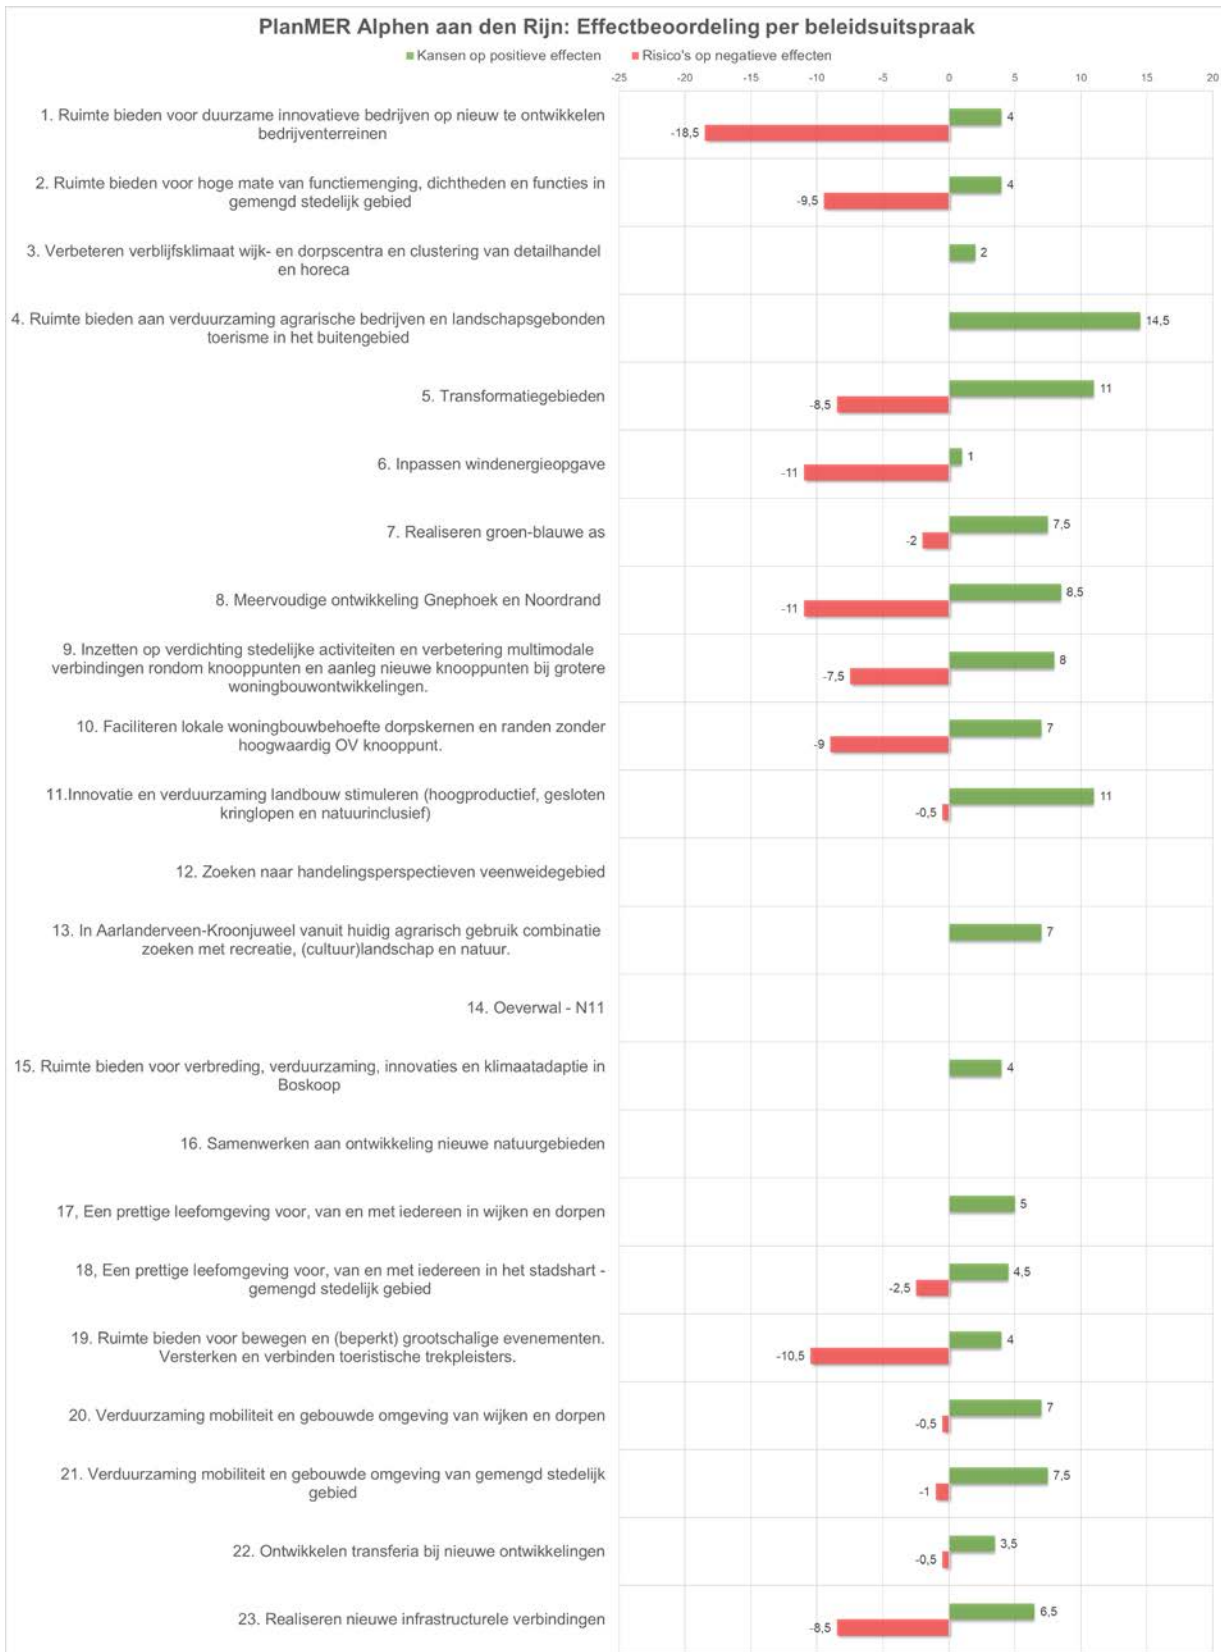 PlanMER Alphen aan den Rijn: Effectbeoordeling per beleidsuitspraak
Kansen op positieve effecten Risico's op negatieve effecten
-25 -20 -15 -10 -5 0 5 10 15 20
1. Ruimte bieden voor duurzame innovatieve bedrijven op nieuw te ontwikkelen
bedrijventerreinen
4
-18,5
2. Ruimte bieden voor hoge mate van functiemenging, dichtheden en functies in
gemengd stedelijk gebied
4
-9,5
3. Verbeteren verblijfsklimaat wijk- en dorpscentra en clustering van detailhandel
en horeca
2
4. Ruimte bieden aan verduurzaming agrarische bedrijven en landschapsgebonden
toerisme in het buitengebied
14,5
5. Transformatiegebieden
11
-8,5
6. Inpassen windenergieopgave
1
-11
7. Realiseren groen-blauwe as
7,5
-2
8. Meervoudige ontwikkeling Gnephoek en Noordrand
8,5
-11
9. Inzetten op verdichting stedelijke activiteiten en verbetering multimodale
verbindingen rondom knooppunten en aanleg nieuwe knooppunten bij grotere
woningbouwontwikkelingen.
8
-7,5
10. Faciliteren lokale woningbouwbehoefte dorpskernen en randen zonder
hoogwaardig OV knooppunt.
7
-9
11.Innovatie en verduurzaming landbouw stimuleren (hoogproductief, gesloten
kringlopen en natuurinclusief)
11
-0,5
12. Zoeken naar handelingsperspectieven veenweidegebied
13. In Aarlanderveen-Kroonjuweel vanuit huidig agrarisch gebruik combinatie
zoeken met recreatie, (cultuur)landschap en natuur.
7
14. Oeverwal - N11
15. Ruimte bieden voor verbreding, verduurzaming, innovaties en klimaatadaptie in
Boskoop
4
16. Samenwerken aan ontwikkeling nieuwe natuurgebieden
17, Een prettige leefomgeving voor, van en met iedereen in wijken en dorpen
5
18, Een prettige leefomgeving voor, van en met iedereen in het stadshart -
gemengd stedelijk gebied
4,5
-2,5
19. Ruimte bieden voor bewegen en (beperkt) grootschalige evenementen.
Versterken en verbinden toeristische trekpleisters.
4
-10,5
20. Verduurzaming mobiliteit en gebouwde omgeving van wijken en dorpen
7
-0,5
21. Verduurzaming mobiliteit en gebouwde omgeving van gemengd stedelijk
gebied
7,5
-1
22. Ontwikkelen transferia bij nieuwe ontwikkelingen
3,5
-0,5
23. Realiseren nieuwe infrastructurele verbindingen
6,5
-8,5